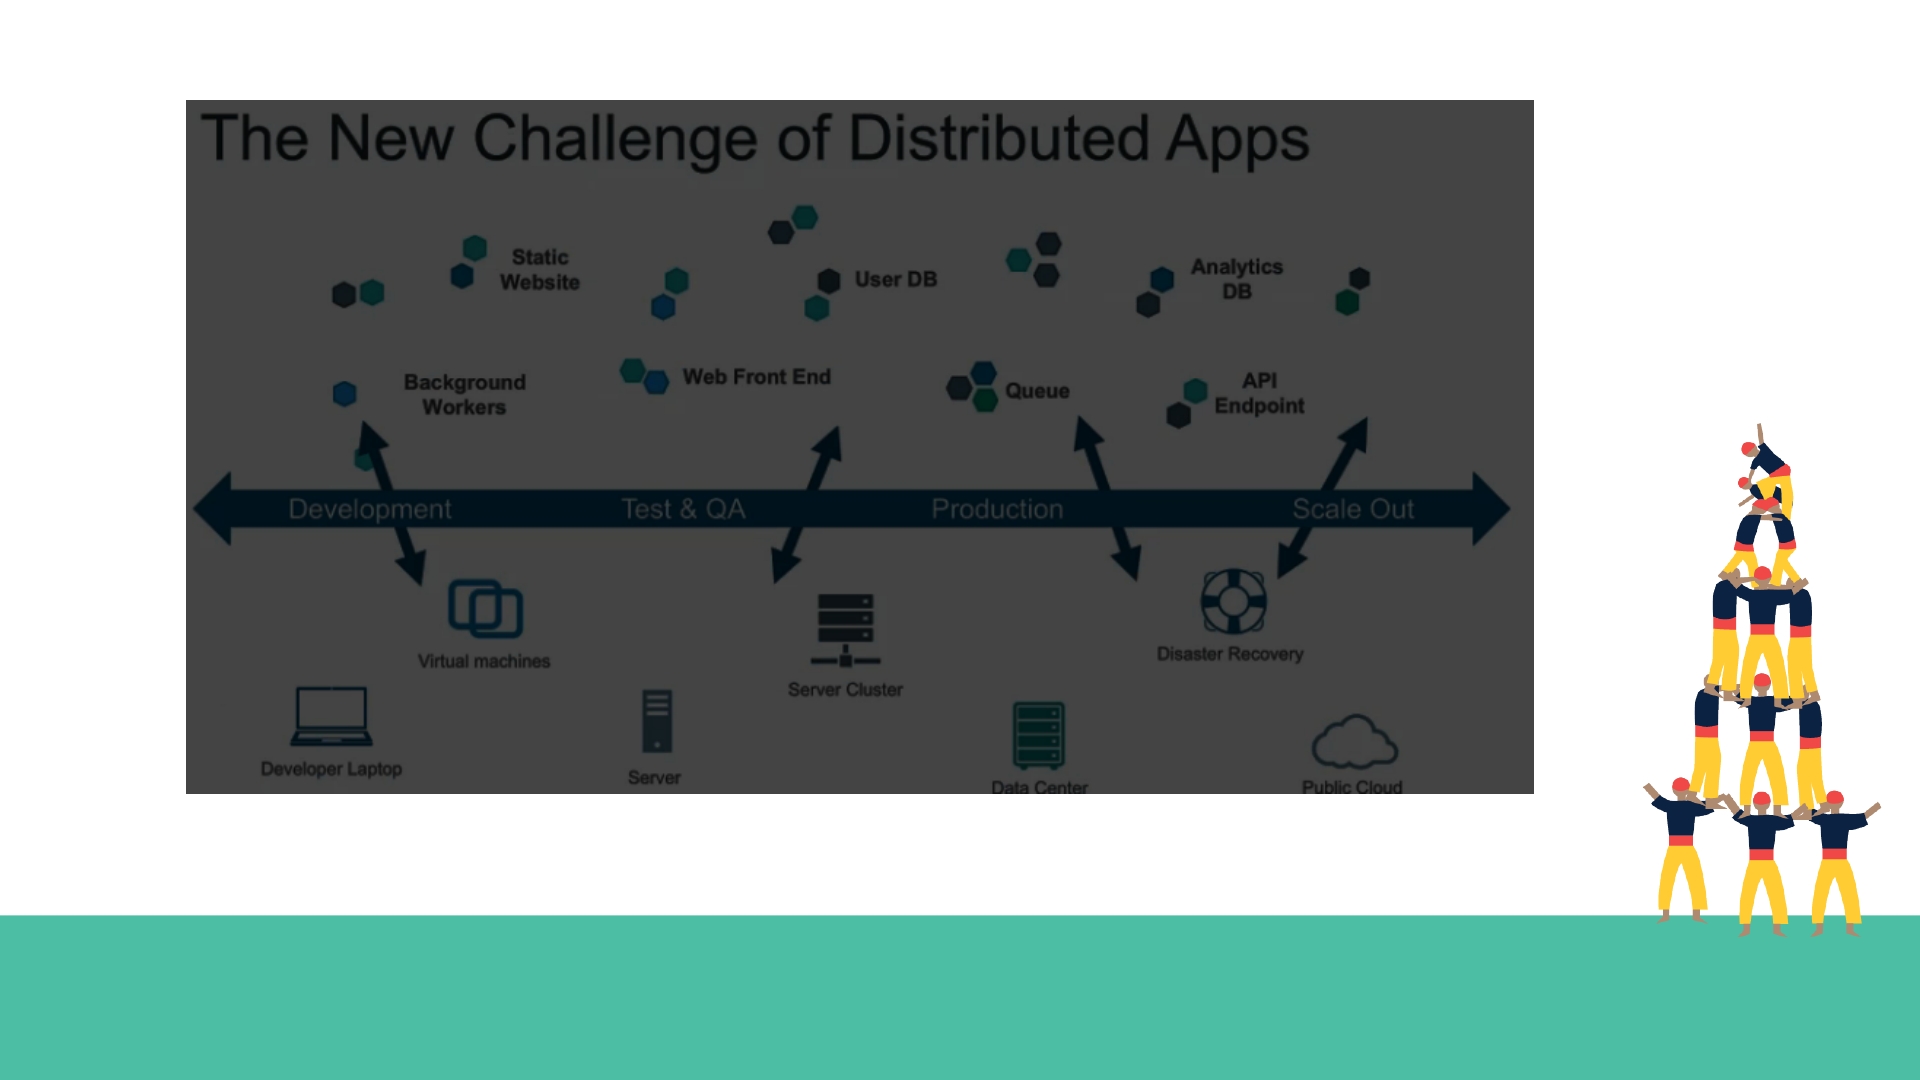 The New Challenge of Distributed Apps
Static
Website
User DB
Analytics
DB
Background
Workers
Web Front End
Queue
API
Endpoint
Development
Test & QA
Production
Scale Out
Virtual machines
Server Cluster
Disaster Recovery
Developer Laptop
Server
Data Center
Public Cloud